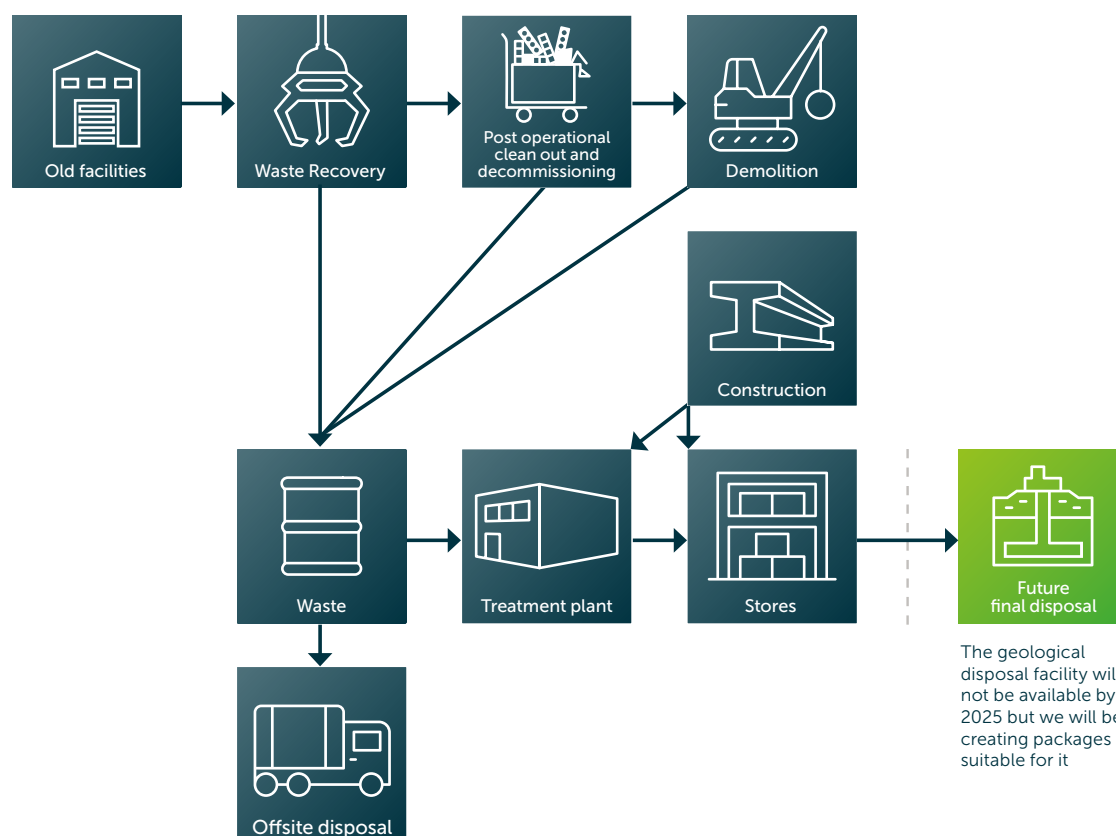 Old facilities
Waste Recovery
Post operational
clean out and
decommissioning
Demolition
Construction
Waste
Treatment plant
Stores
Future
final disposal
The geological
disposal facility wil
not be available by
2025 but we will be
creating packages
suitable for it
Offsite disposal